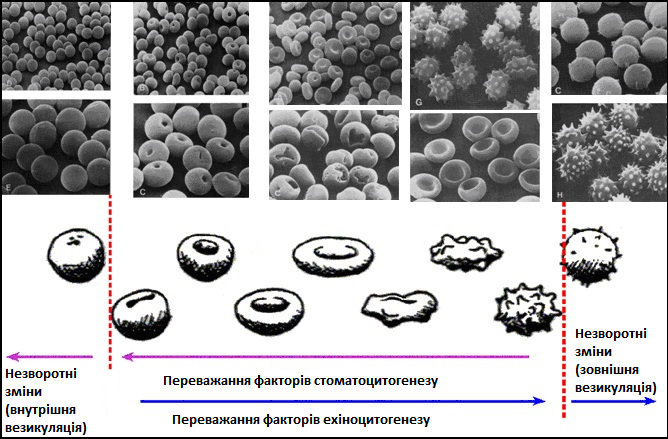 B
G
C
E
C
H
Незворотні
зміни
(внутрішня
везикуляція)
Переважання факторів стоматоцитогенезу
Переважання факторів ехіноцитогенезу
Незворотні
зміни
(зовнішня
везикуляція)